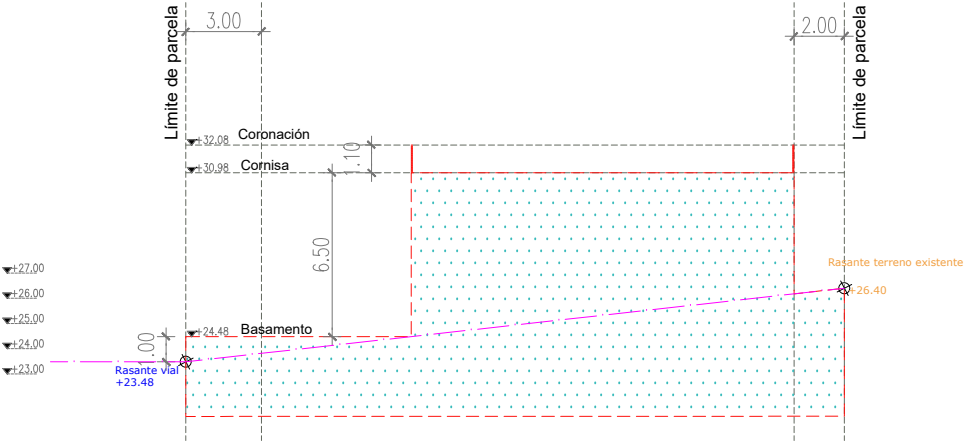 3.00
2.00
Límite de parcela
Límite de parcela
+32.08 Coronación
1.10
+30.98 Cornisa
6.50
Rasante terreno existente
+26.40
+27.00
+26.00
+25.00
+24.00
+23.00
+24.48 Basamento
1.00
Rasante vial
+23.48